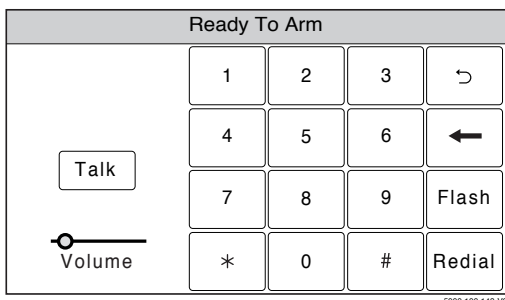 Ready To Arm
1 2 3
4 5 6
Talk
7 8 9 Flash
Volume
* 0 # Redial